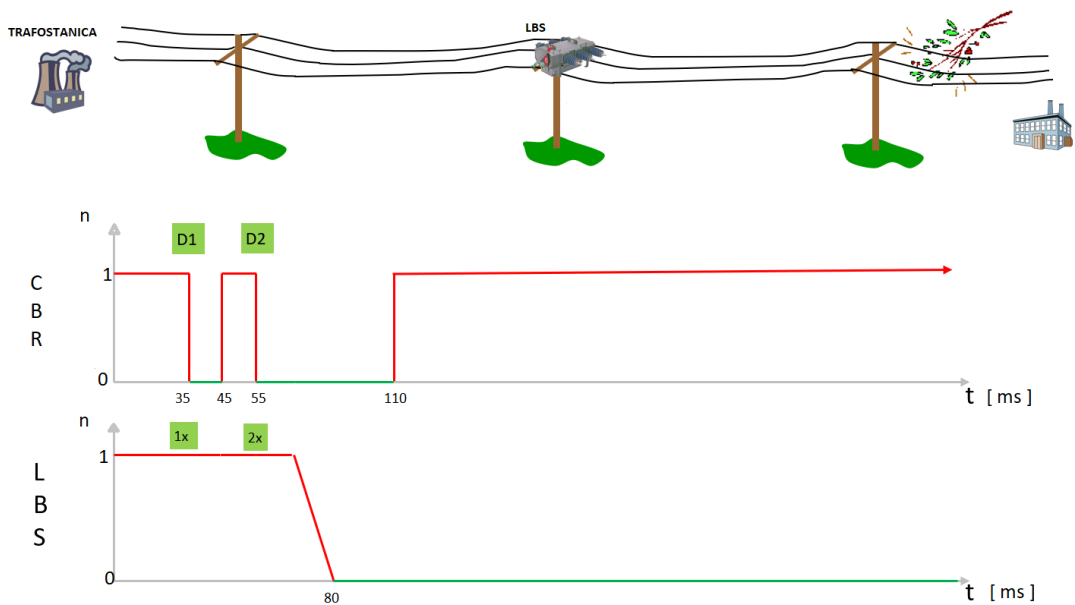 TRAFOSTANICA
LBS
n
D1
D2
1
C
B
R
0
35
45
55
110
t [ ms ]
n
1x
2x
1
L
B
S
0
80
t [ ms ]